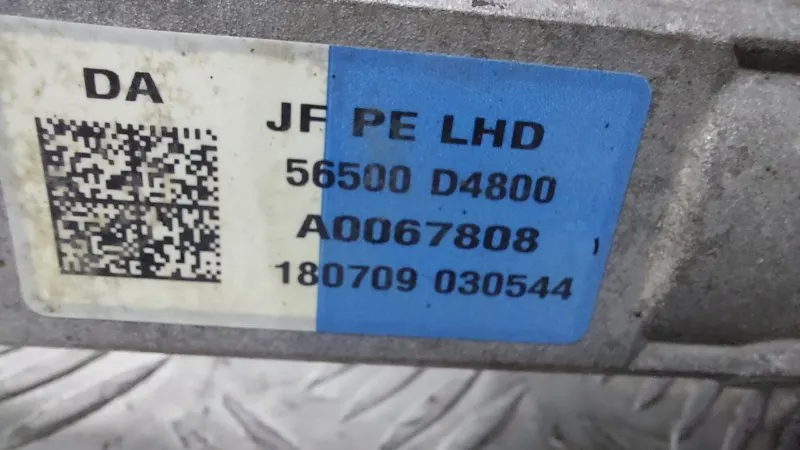 DA
JF PE LHD
56500 D4800
A0067808
180709 030544